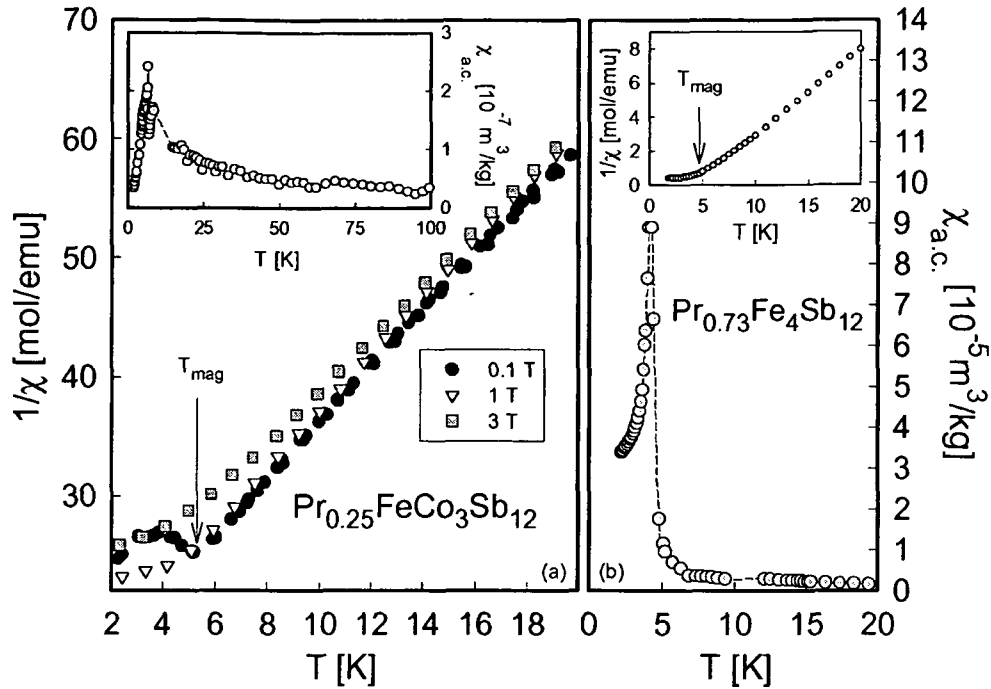 70
60
50
40
30
1/χ [mol/emu]
2 4 6 8 10 12 14 16 18
T [K]
3
2
1
0
χa.c. [10-7 m3/kg]
0 25 50 75 100
T [K]
Tmag
0.1 T
1 T
3 T
Pr0.25FeCo3Sb12
(a)
8
6
4
2
0
1/χ [mol/emu]
Tmag
0 5 10 15 20
T [K]
14
13
12
11
10
9
8
7
6
5
4
3
2
1
0
χa.c. [10-5 m3/kg]
Pr0.73Fe4Sb12
(b)
0 5 10 15 20
T [K]